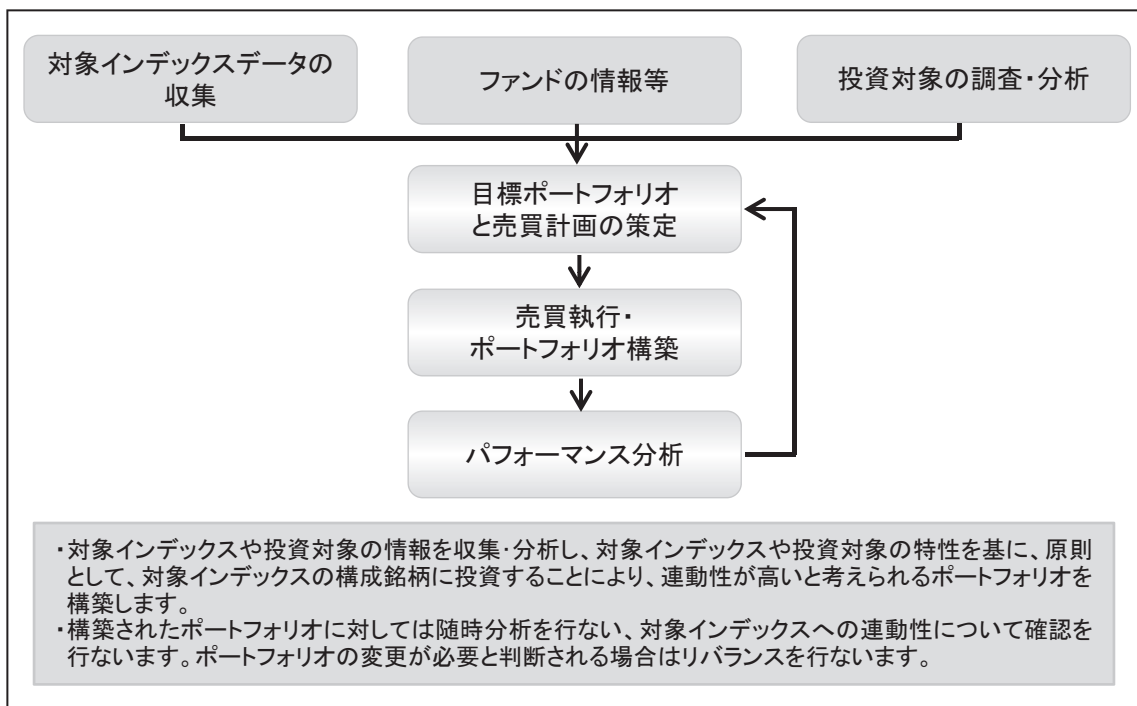 対象インデックスデータの
収集
ファンドの情報等
投資対象の調査・分析
目標ポートフォリオ
と売買計画の策定
売買執行・
ポートフォリオ構築
パフォーマンス分析
・対象インデックスや投資対象の情報を収集・分析し、対象インデックスや投資対象の特性を基に、原則
として、対象インデックスの構成銘柄に投資することにより、連動性が高いと考えられるポートフォリオを
構築します。
・構築されたポートフォリオに対しては随時分析を行ない、対象インデックスへの連動性について確認を
行ないます。ポートフォリオの変更が必要と判断される場合はリバランスを行ないます。